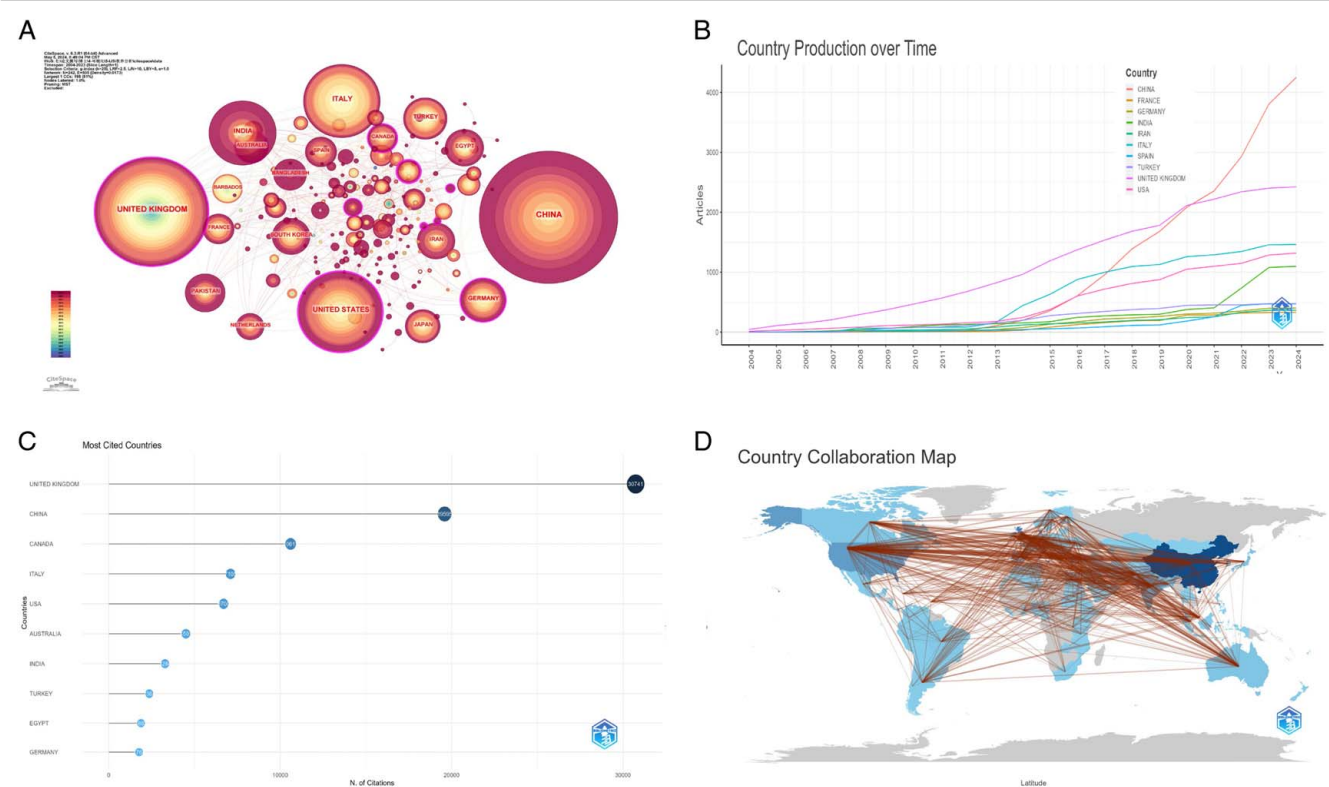 A
ITALY
TURKEY
INDIA
CANADA
AUSTRALIA
EGYPT
SPAIN
BANGLADESH
BARBADOS
UNITED KINGDOM
CHINA
FRANCE
SOUTH KOREA
IRAN
PAKISTAN
GERMANY
UNITED STATES
NETHERLANDS
JAPAN
CiteSpace
B
Country Production over Time
Country
CHINA
FRANCE
GERMANY
INDIA
IRAN
ITALY
SPAIN
TURKEY
UNITED KINGDOM
USA
Articles
4000
3000
2000
1000
0
2004
2005
2006
2007
2008
2009
2010
2011
2012
2013
2015
2016
2017
2018
2019
2020
2021
2022
2023
2024
C
Most Cited Countries
UNITED KINGDOM
30741
CHINA
CANADA
ITALY
USA
AUSTRALIA
INDIA
TURKEY
EGYPT
GERMANY
Countries
0
10000
20000
30000
N. of Citations
D
Country Collaboration Map
Latitude